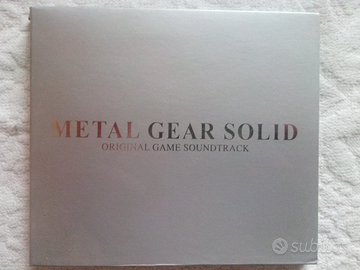 METAL GEAR SOLID
ORIGINAL GAME SOUNDTRACK
subito